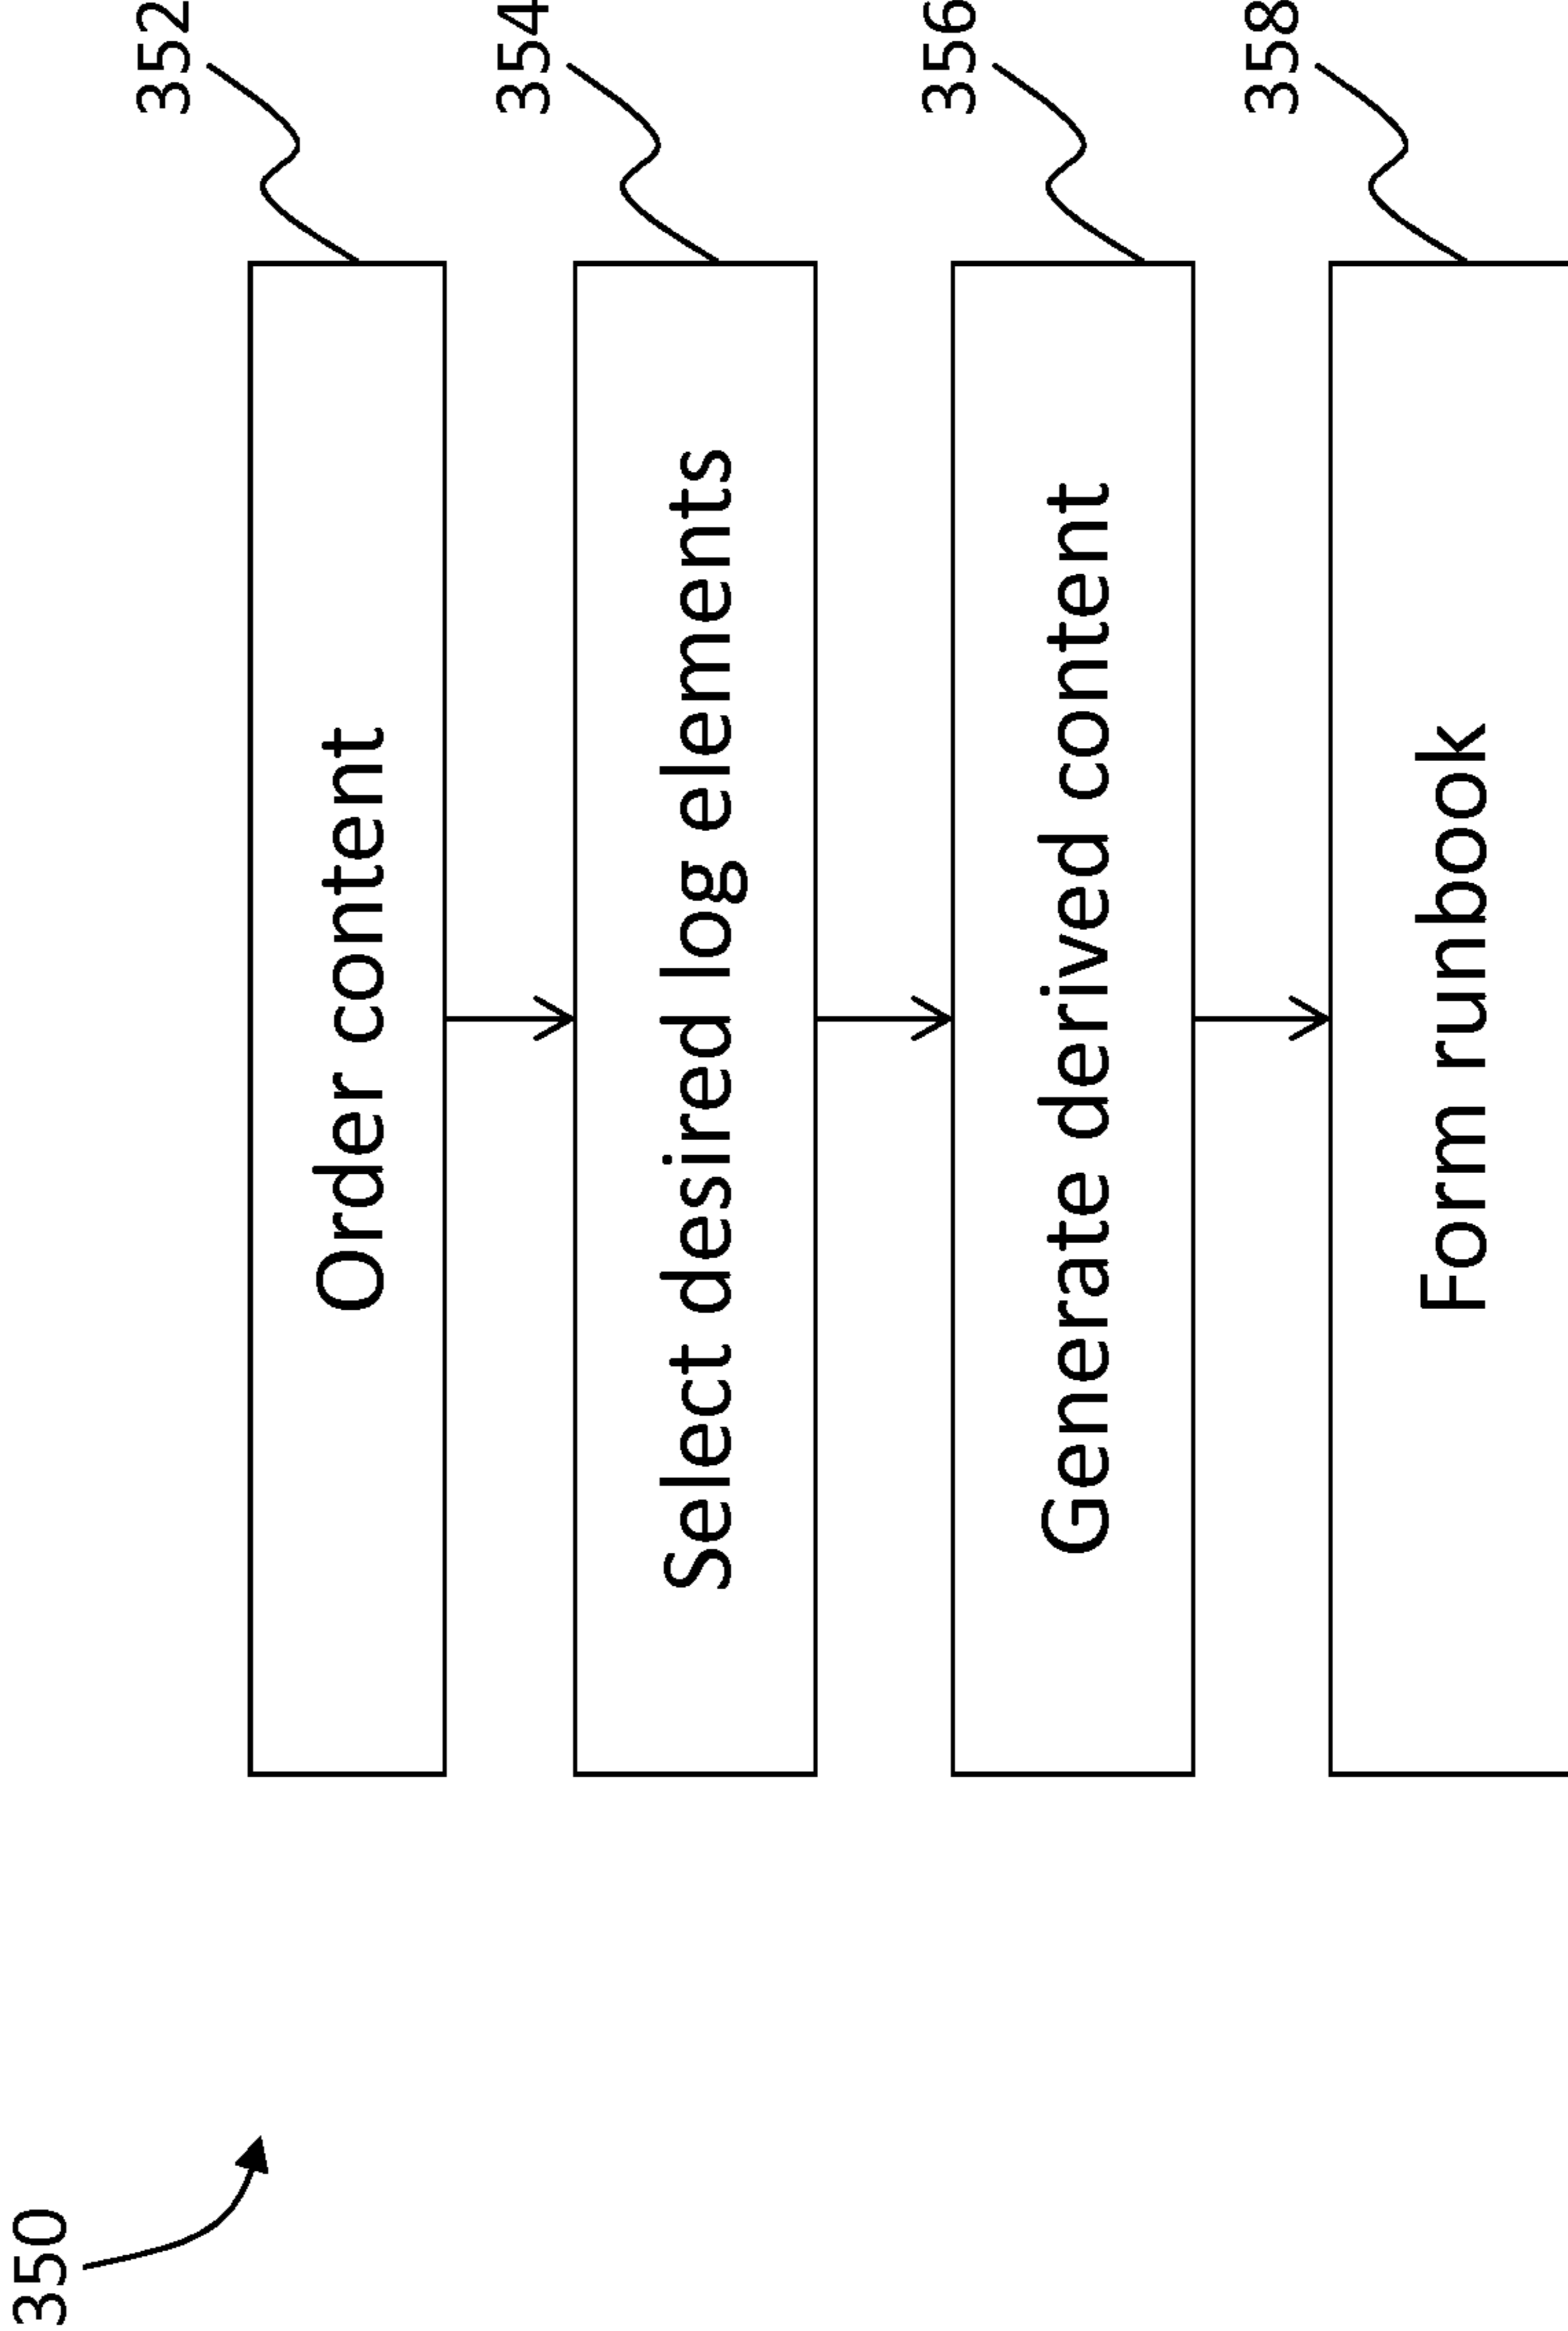 350
Order content
352
Select desired log elements
354
Generate derived content
356
Form runbook
358